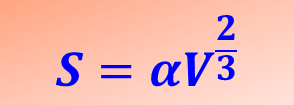 S = αV^{2/3}